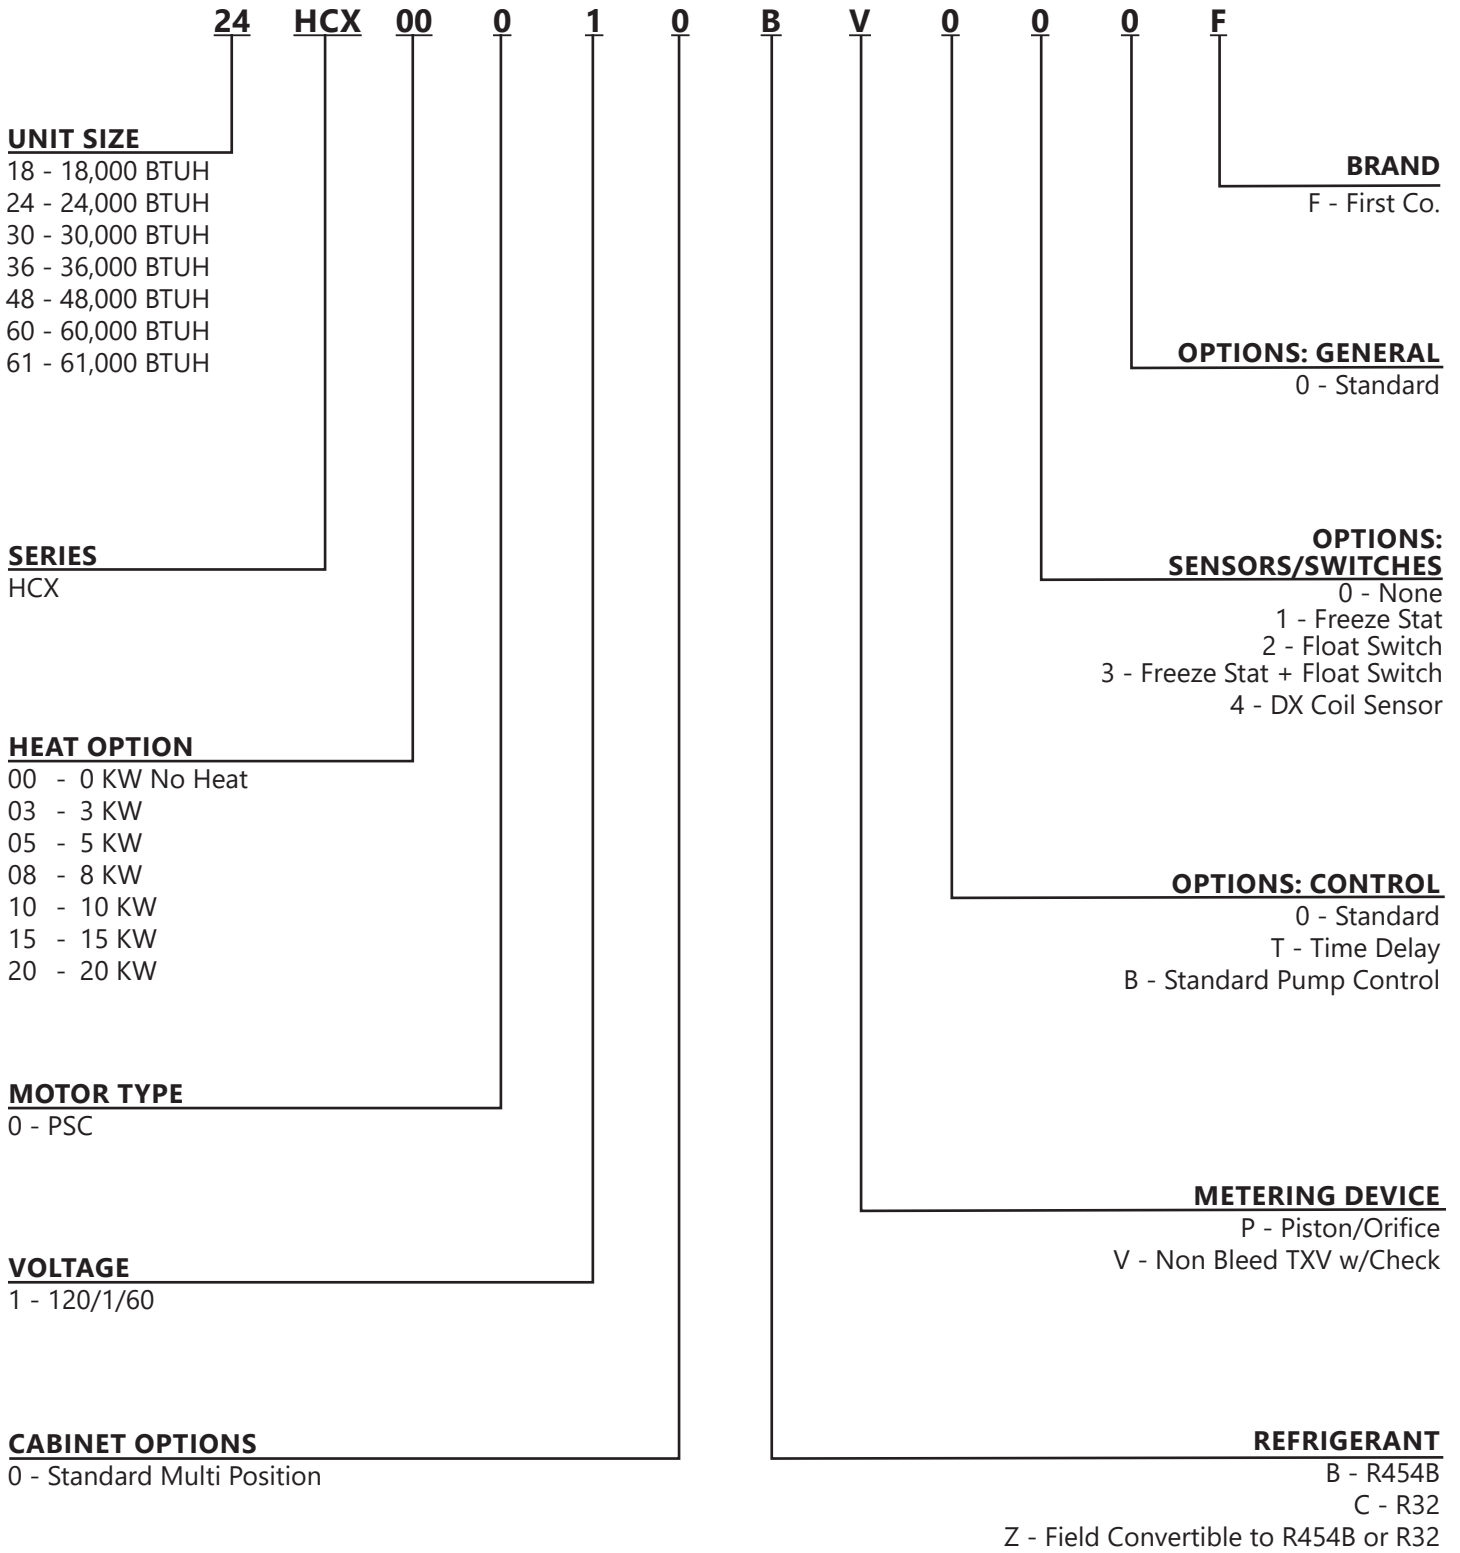 24 HCX 00 0 1 0 B V 0 0 0 F
UNIT SIZE
18 - 18,000 BTUH
24 - 24,000 BTUH
30 - 30,000 BTUH
36 - 36,000 BTUH
48 - 48,000 BTUH
60 - 60,000 BTUH
61 - 61,000 BTUH
SERIES
HCX
HEAT OPTION
00 - 0 KW No Heat
03 - 3 KW
05 - 5 KW
08 - 8 KW
10 - 10 KW
15 - 15 KW
20 - 20 KW
MOTOR TYPE
0 - PSC
VOLTAGE
1 - 120/1/60
CABINET OPTIONS
0 - Standard Multi Position
BRAND
F - First Co.
OPTIONS: GENERAL
0 - Standard
OPTIONS:
SENSORS/SWITCHES
0 - None
1 - Freeze Stat
2 - Float Switch
3 - Freeze Stat + Float Switch
4 - DX Coil Sensor
OPTIONS: CONTROL
0 - Standard
T - Time Delay
B - Standard Pump Control
METERING DEVICE
P - Piston/Orifice
V - Non Bleed TXV w/Check
REFRIGERANT
B - R454B
C - R32
Z - Field Convertible to R454B or R32